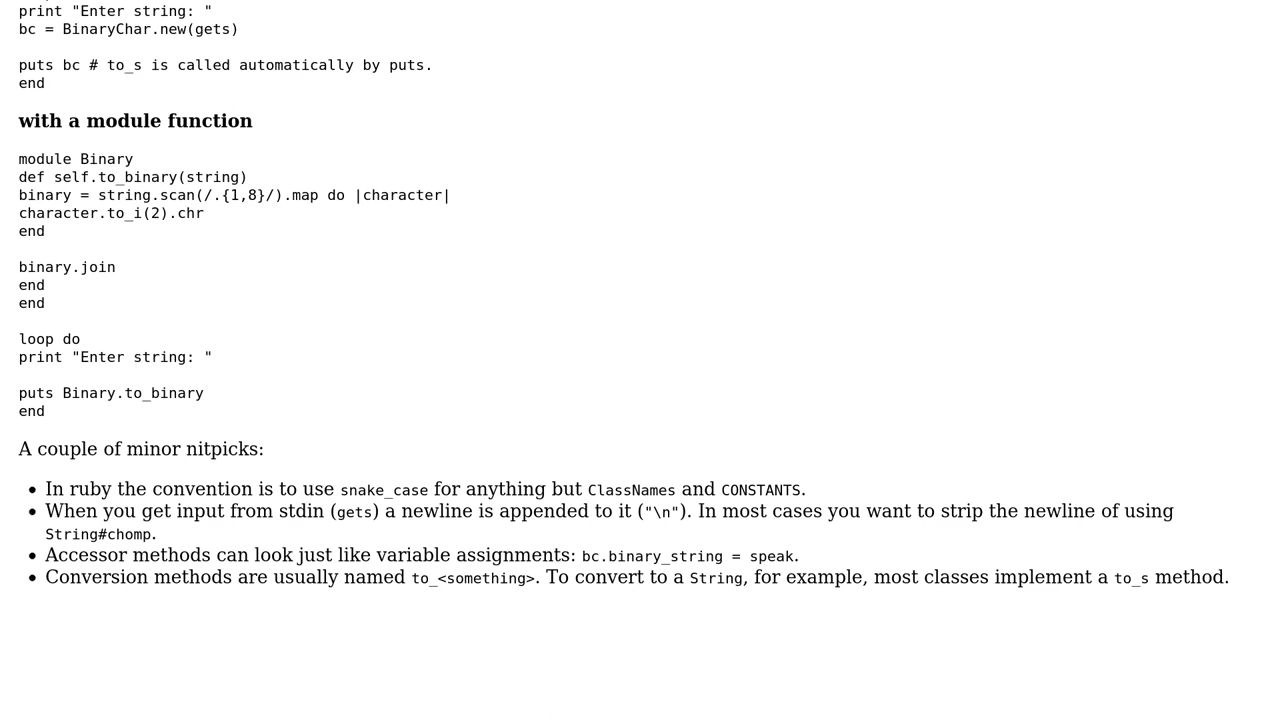 print "Enter string: "
bc = BinaryChar.new(gets)
puts bc # to_s is called automatically by puts.
end
with a module function
module Binary
def self.to_binary(string)
binary = string.scan(/.{1,8}/).map do |character|
character.to_i(2).chr
end
binary.join
end
end
loop do
print "Enter string: "
puts Binary.to_binary
end
A couple of minor nitpicks:
• In ruby the convention is to use snake_case for anything but ClassNames and CONSTANTS.
• When you get input from stdin (gets) a newline is appended to it ("\n"). In most cases you want to strip the newline of using
String#chomp.
• Accessor methods can look just like variable assignments: bc.binary_string = speak.
• Conversion methods are usually named to_<something>. To convert to a String, for example, most classes implement a to_s method.